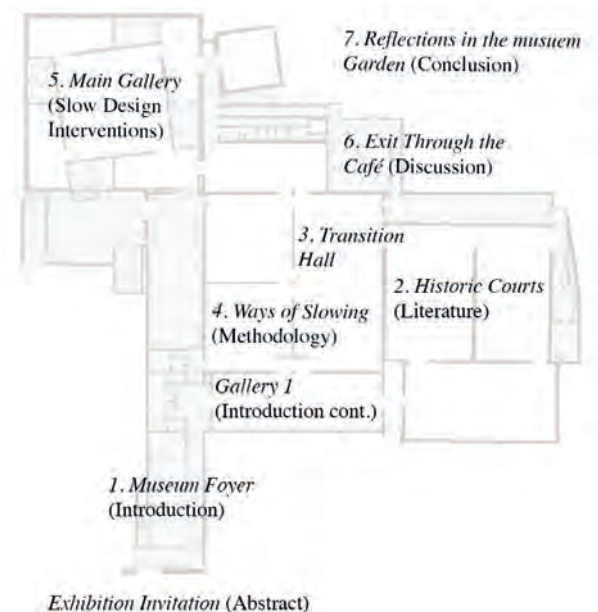 7. Reflections in the musuem
Garden (Conclusion)
5. Main Gallery
(Slow Design
Interventions)
6. Exit Through the
Café (Discussion)
3. Transition
Hall
2. Historic Courts
(Literature)
4. Ways of Slowing
(Methodology)
Gallery 1
(Introduction cont.)
1. Museum Foyer
(Introduction)
Exhibition Invitation (Abstract)